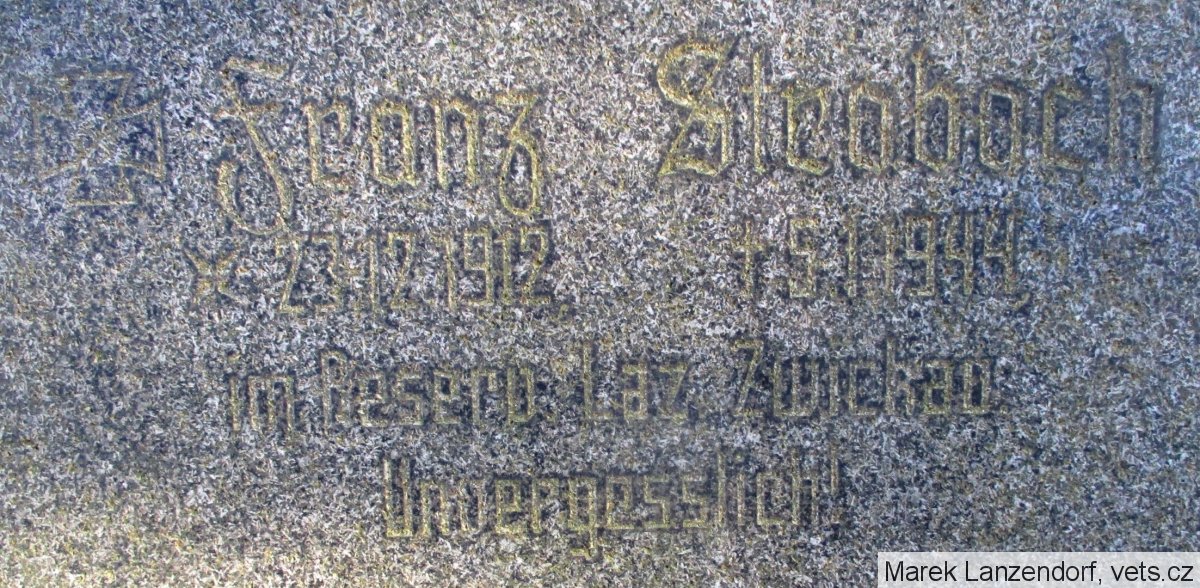 Franz Strobach
* 23.12.1912 † 5.1.1944.
im Reserv. Laz. Zwickau
Unvergesslich!
Marek Lanzendorf, vets.cz